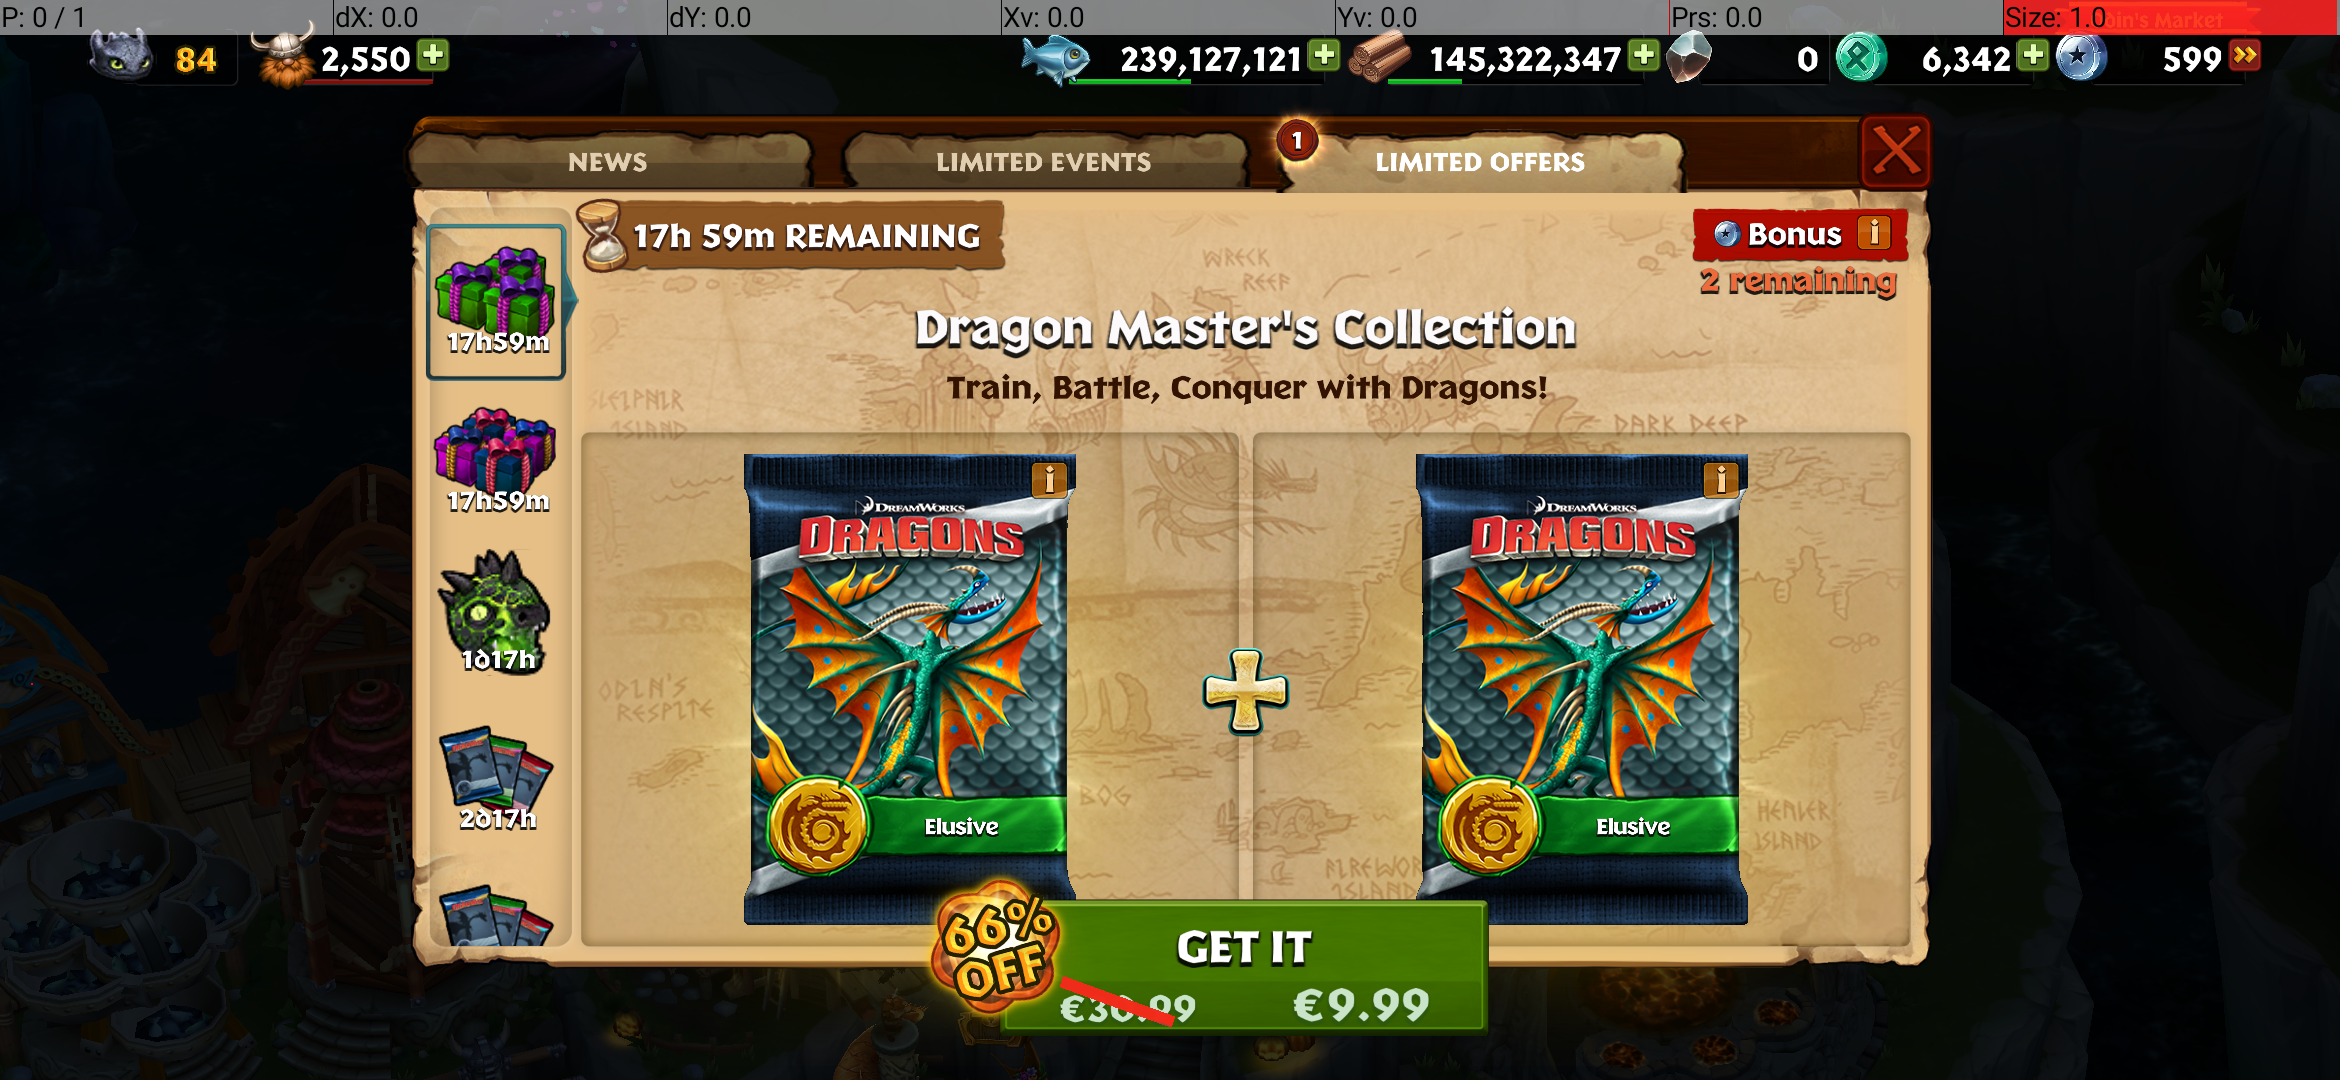 P: 0 / 1
dX: 0.0
dY: 0.0
Xv: 0.0
Yv: 0.0
Prs: 0.0
Size: 1.0
84
2,550
239,127,121
145,322,347
0
6,342
599
NEWS
LIMITED EVENTS
1
LIMITED OFFERS
17h 59m REMAINING
Bonus i
2 remaining
WRECK
REEF
Dragon Master's Collection
Train, Battle, Conquer with Dragons!
17h59m
17h59m
1d17h
2d17h
SLEIPNIR
ISLAND
DARK DEEP
i
DREAMWORKS
DRAGONS
Elusive
i
DREAMWORKS
DRAGONS
Elusive
ODIN'S
RESPITE
BOG
HEALER
ISLAND
ISLAND
66%
OFF
GET IT
€30.99
€9.99